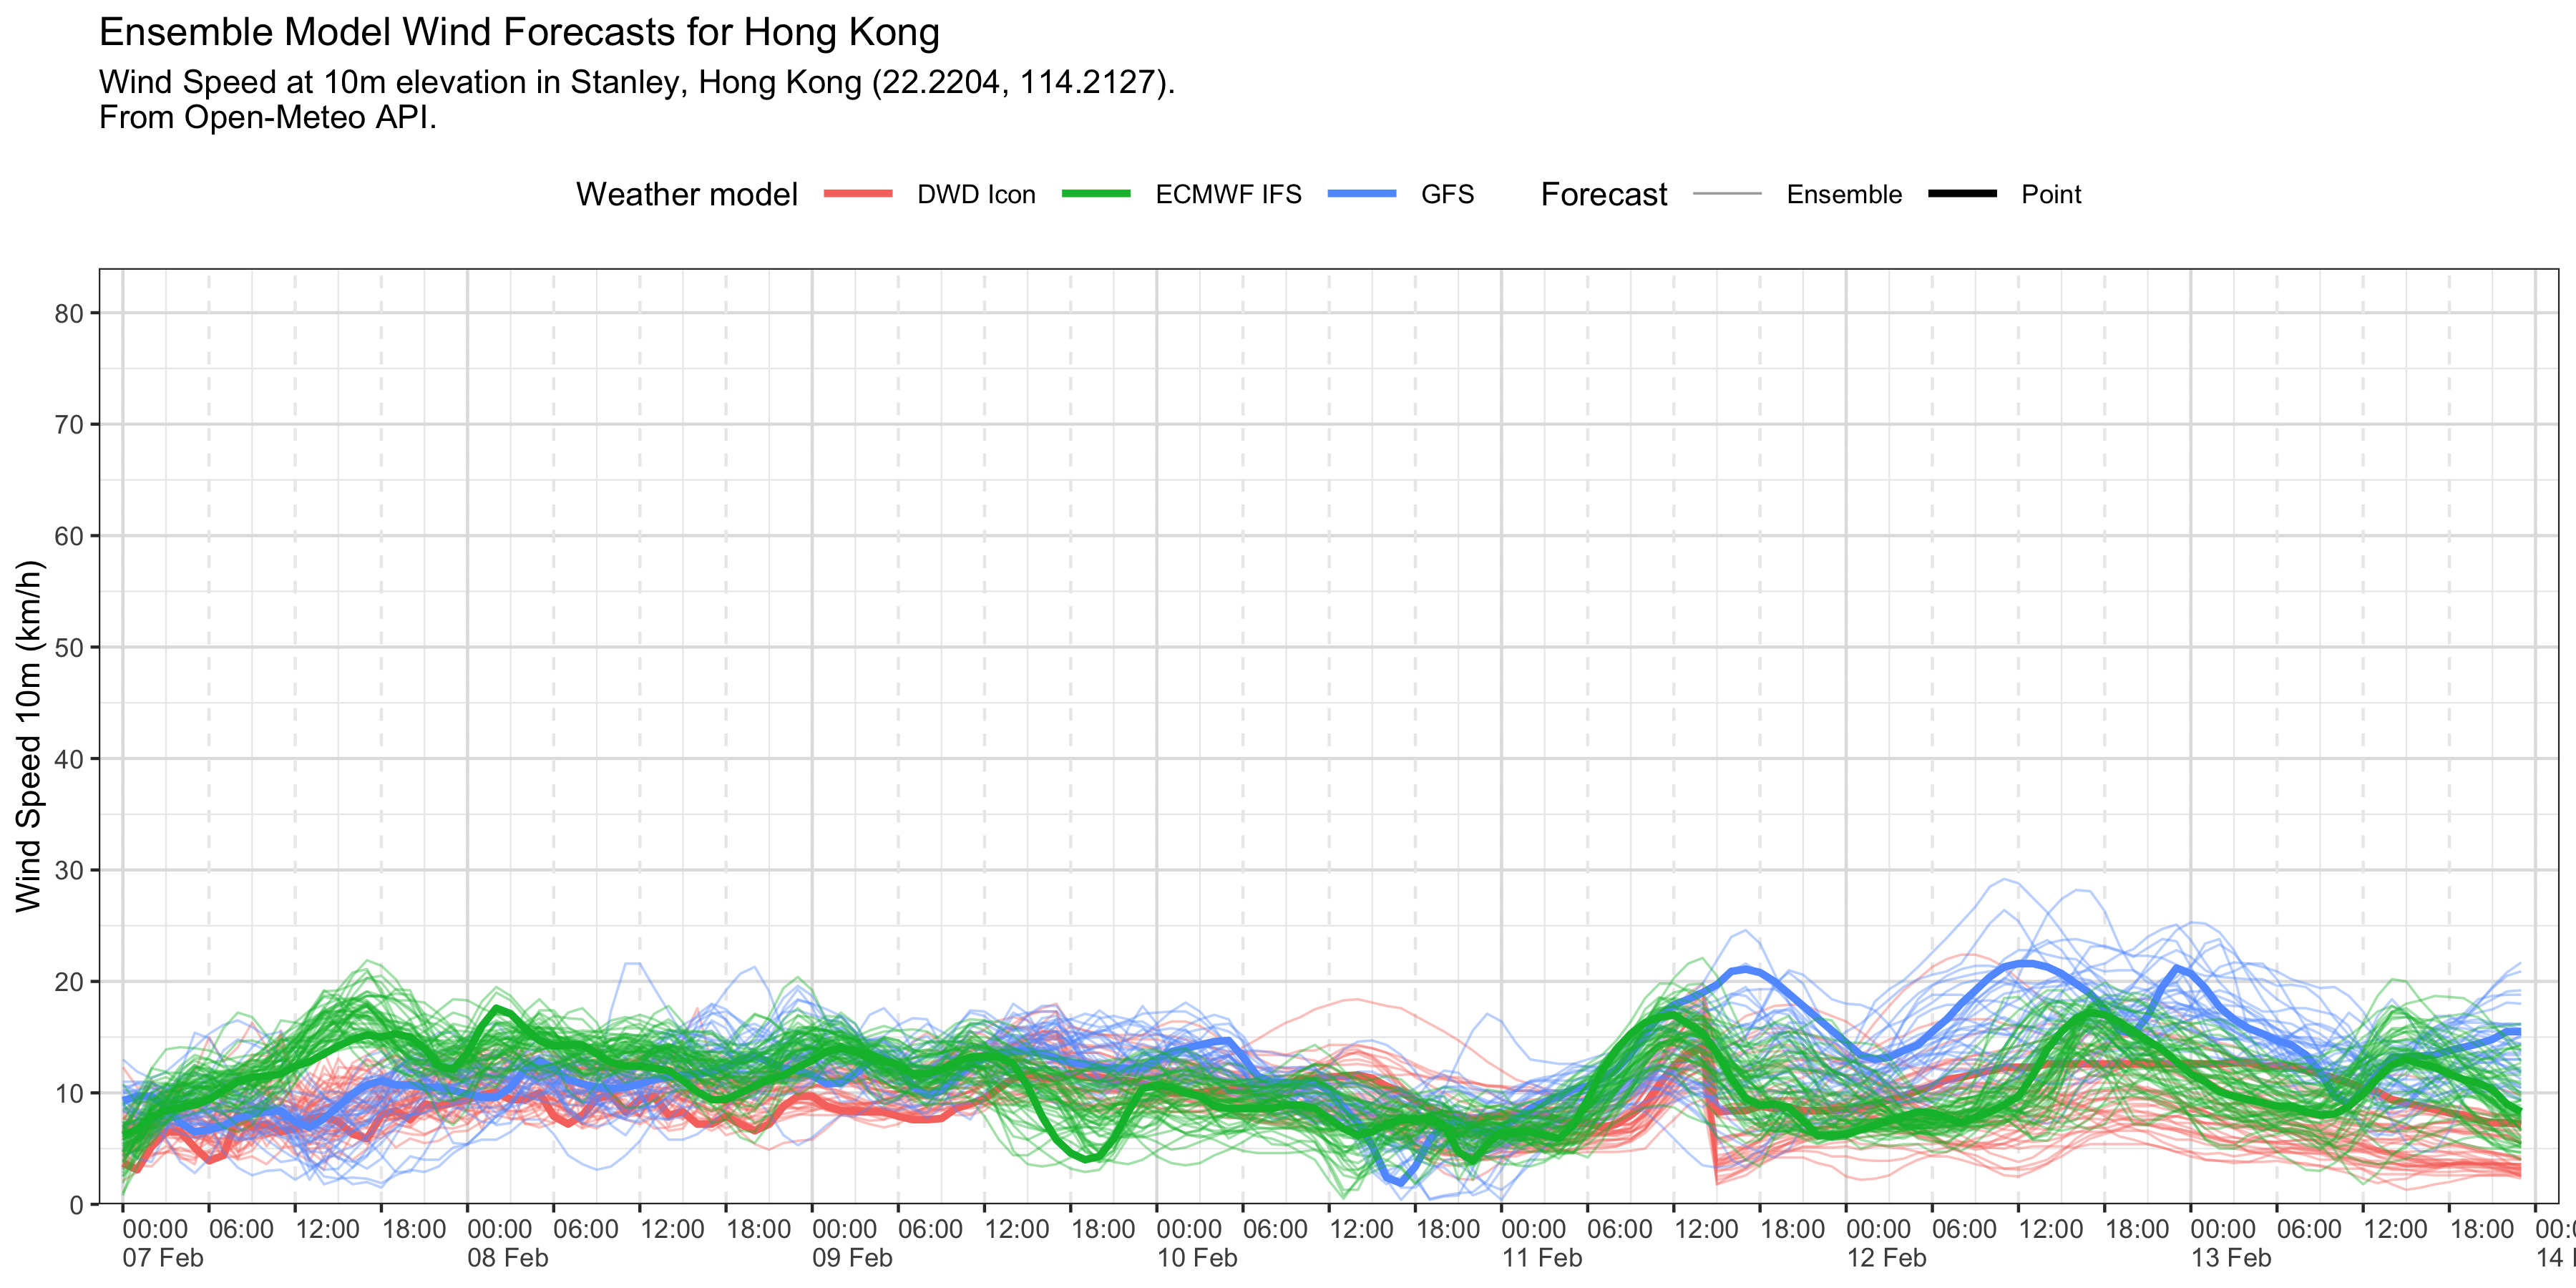 Ensemble Model Wind Forecasts for Hong Kong
Wind Speed at 10m elevation in Stanley, Hong Kong (22.2204, 114.2127).
From Open-Meteo API.
Weather model DWD Icon ECMWF IFS GFS Forecast Ensemble Point
Wind Speed 10m (km/h)
80
70
60
50
40
30
20
10
0
00:00 06:00 12:00 18:00 00:00 06:00 12:00 18:00 00:00 06:00 12:00 18:00 00:00 06:00 12:00 18:00 00:00 06:00 12:00 18:00 00:00 06:00 12:00 18:00 00:00 06:00 12:00 18:00 00:0
07 Feb 08 Feb 09 Feb 10 Feb 11 Feb 12 Feb 13 Feb 14